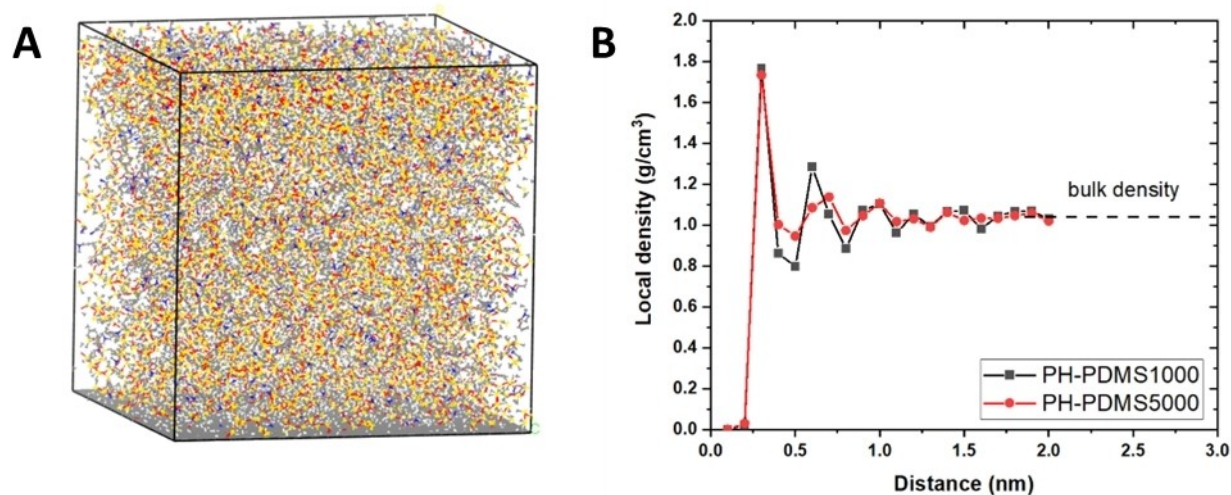 A
B
Local density (g/cm³)
2.0
1.8
1.6
1.4
1.2
1.0
0.8
0.6
0.4
0.2
0.0
bulk density
PH-PDMS1000
PH-PDMS5000
0.0 0.5 1.0 1.5 2.0 2.5 3.0
Distance (nm)